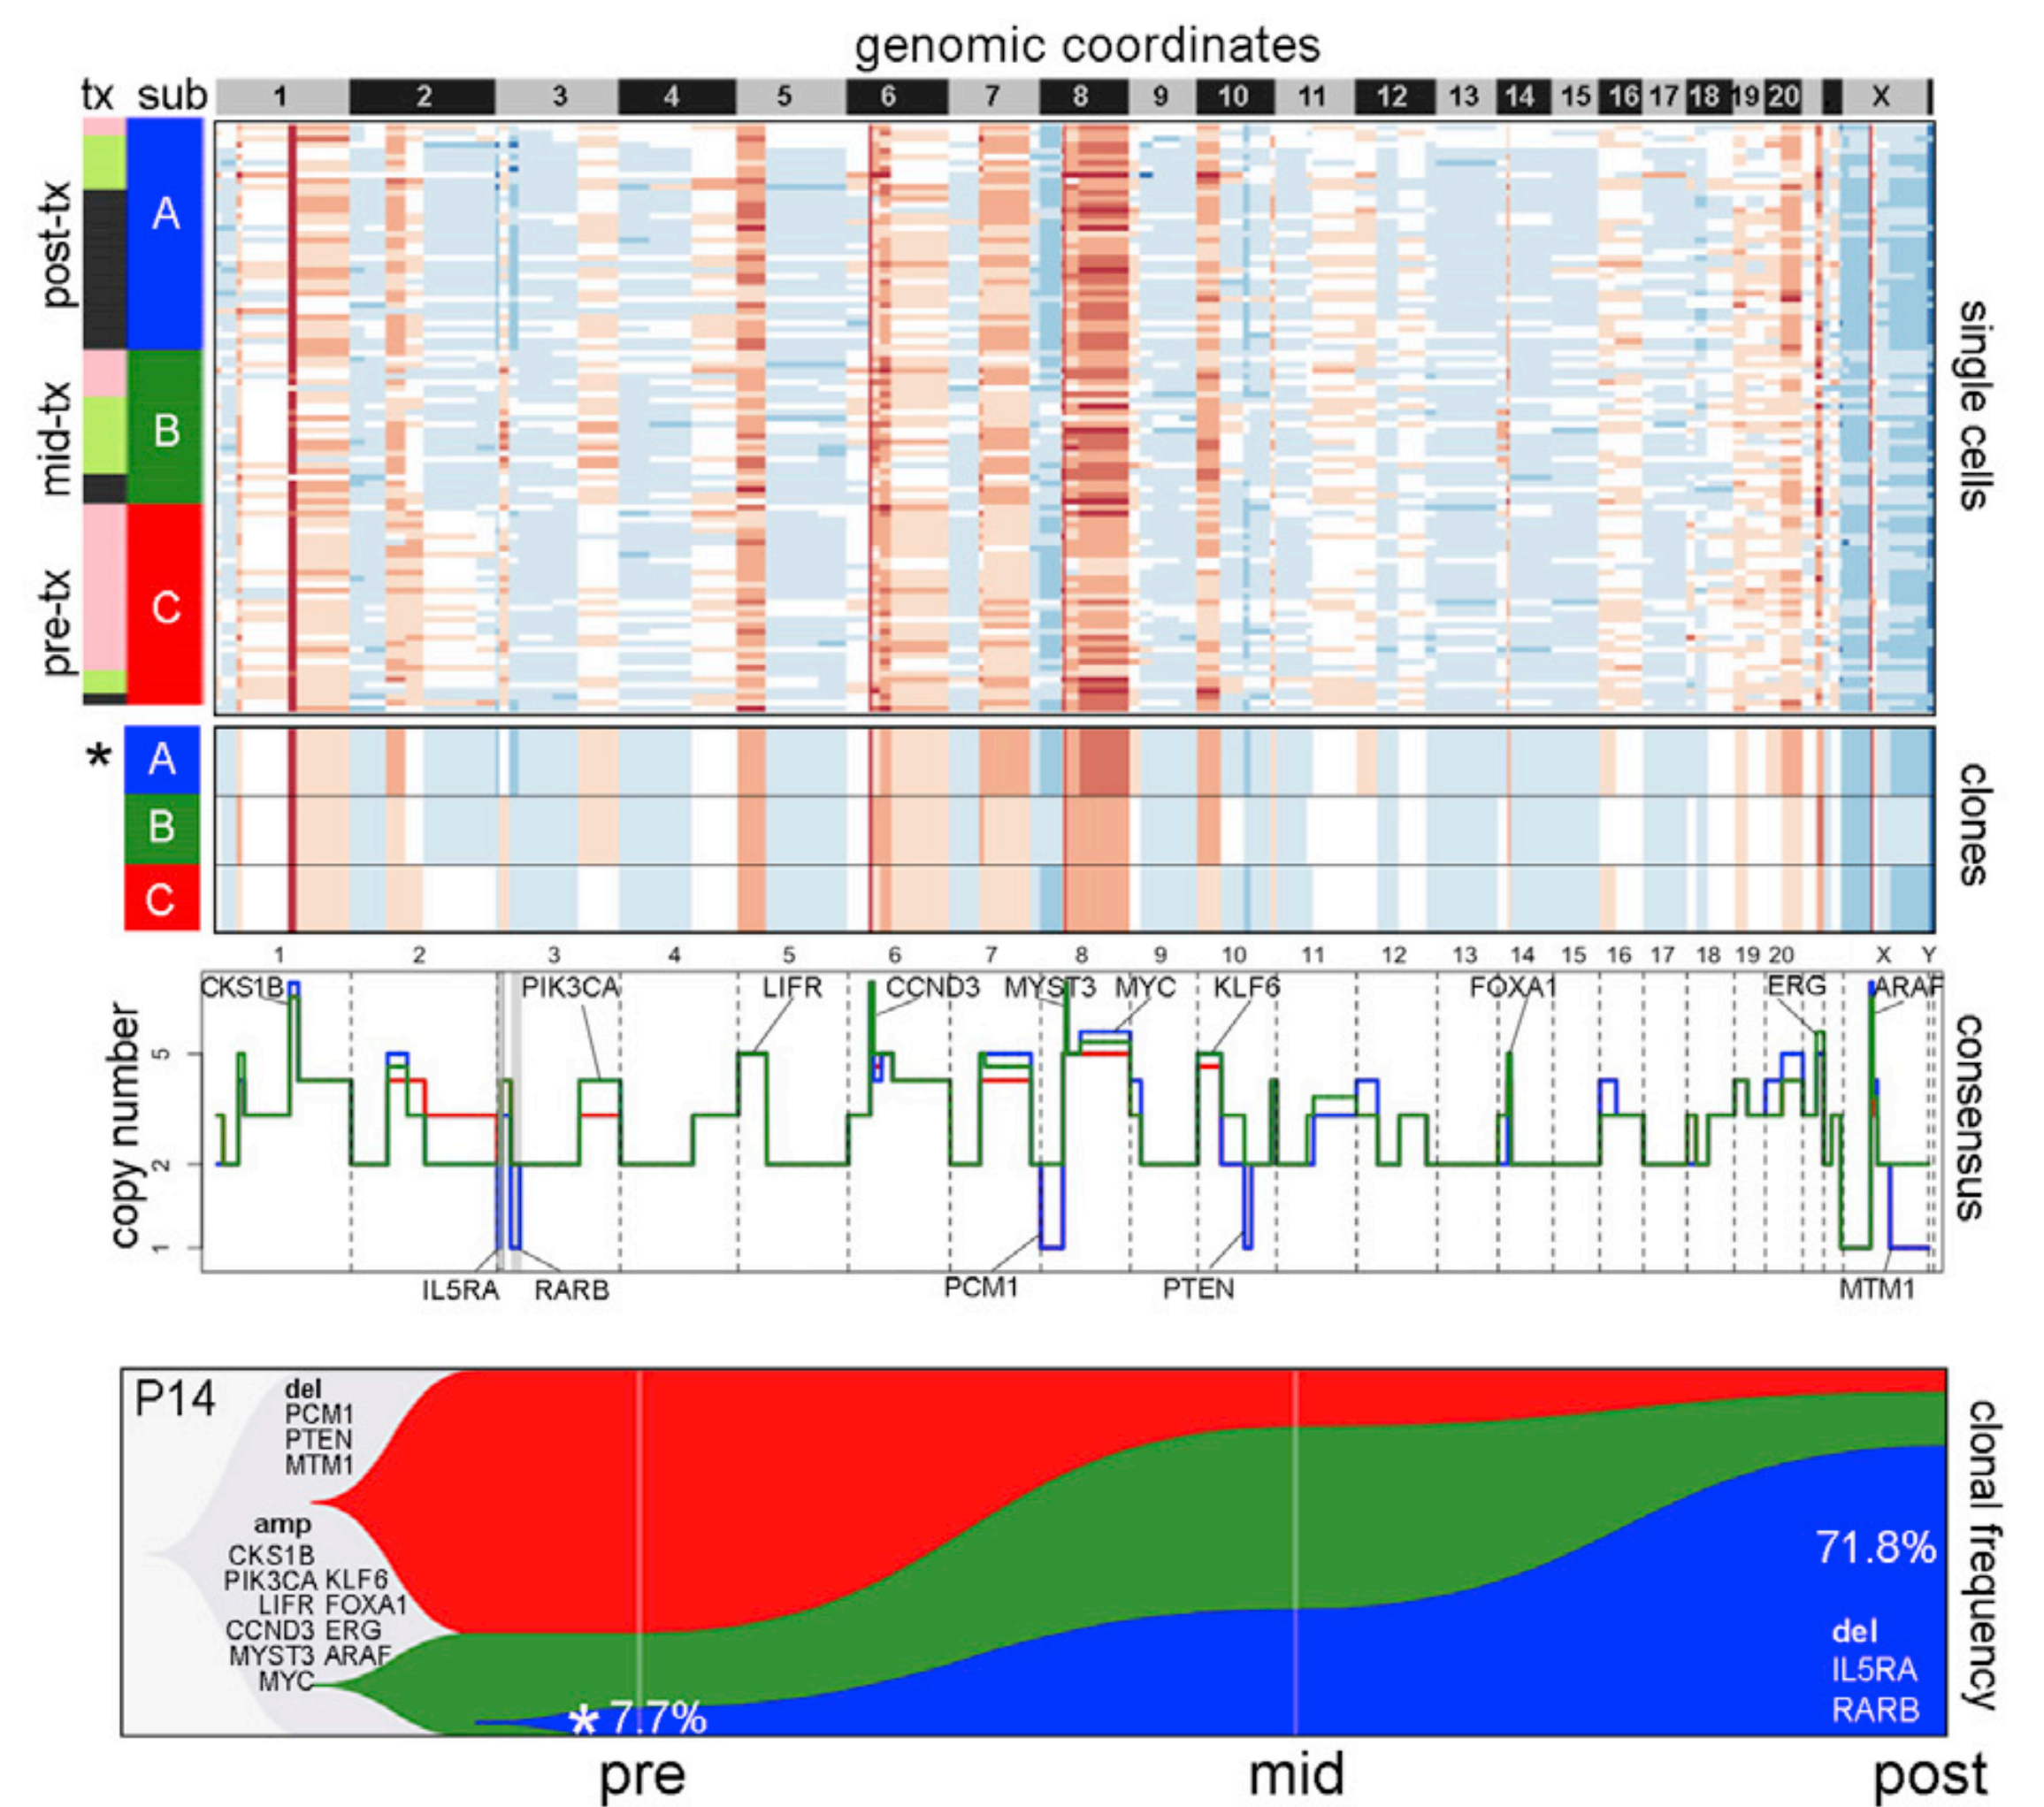 genomic coordinates
tx sub 1 2 3 4 5 6 7 8 9 10 11 12 13 14 15 16 17 18 19 20 X
post-tx
mid-tx
pre-tx
A
B
C
single cells
*
A
B
C
clones
1 2 3 4 5 6 7 8 9 10 11 12 13 14 15 16 17 18 19 20 X Y
CKS1B PIK3CA LIFR CCND3 MYST3 MYC KLF6 FOXA1 ERG ARAF
copy number
5
2
1
consensus
IL5RA RARB PCM1 PTEN MTM1
P14
del
PCM1
PTEN
MTM1
amp
CKS1B
PIK3CA KLF6
LIFR FOXA1
CCND3 ERG
MYST3 ARAF
MYC
* 7.7%
71.8%
del
IL5RA
RARB
clonal frequency
pre mid post